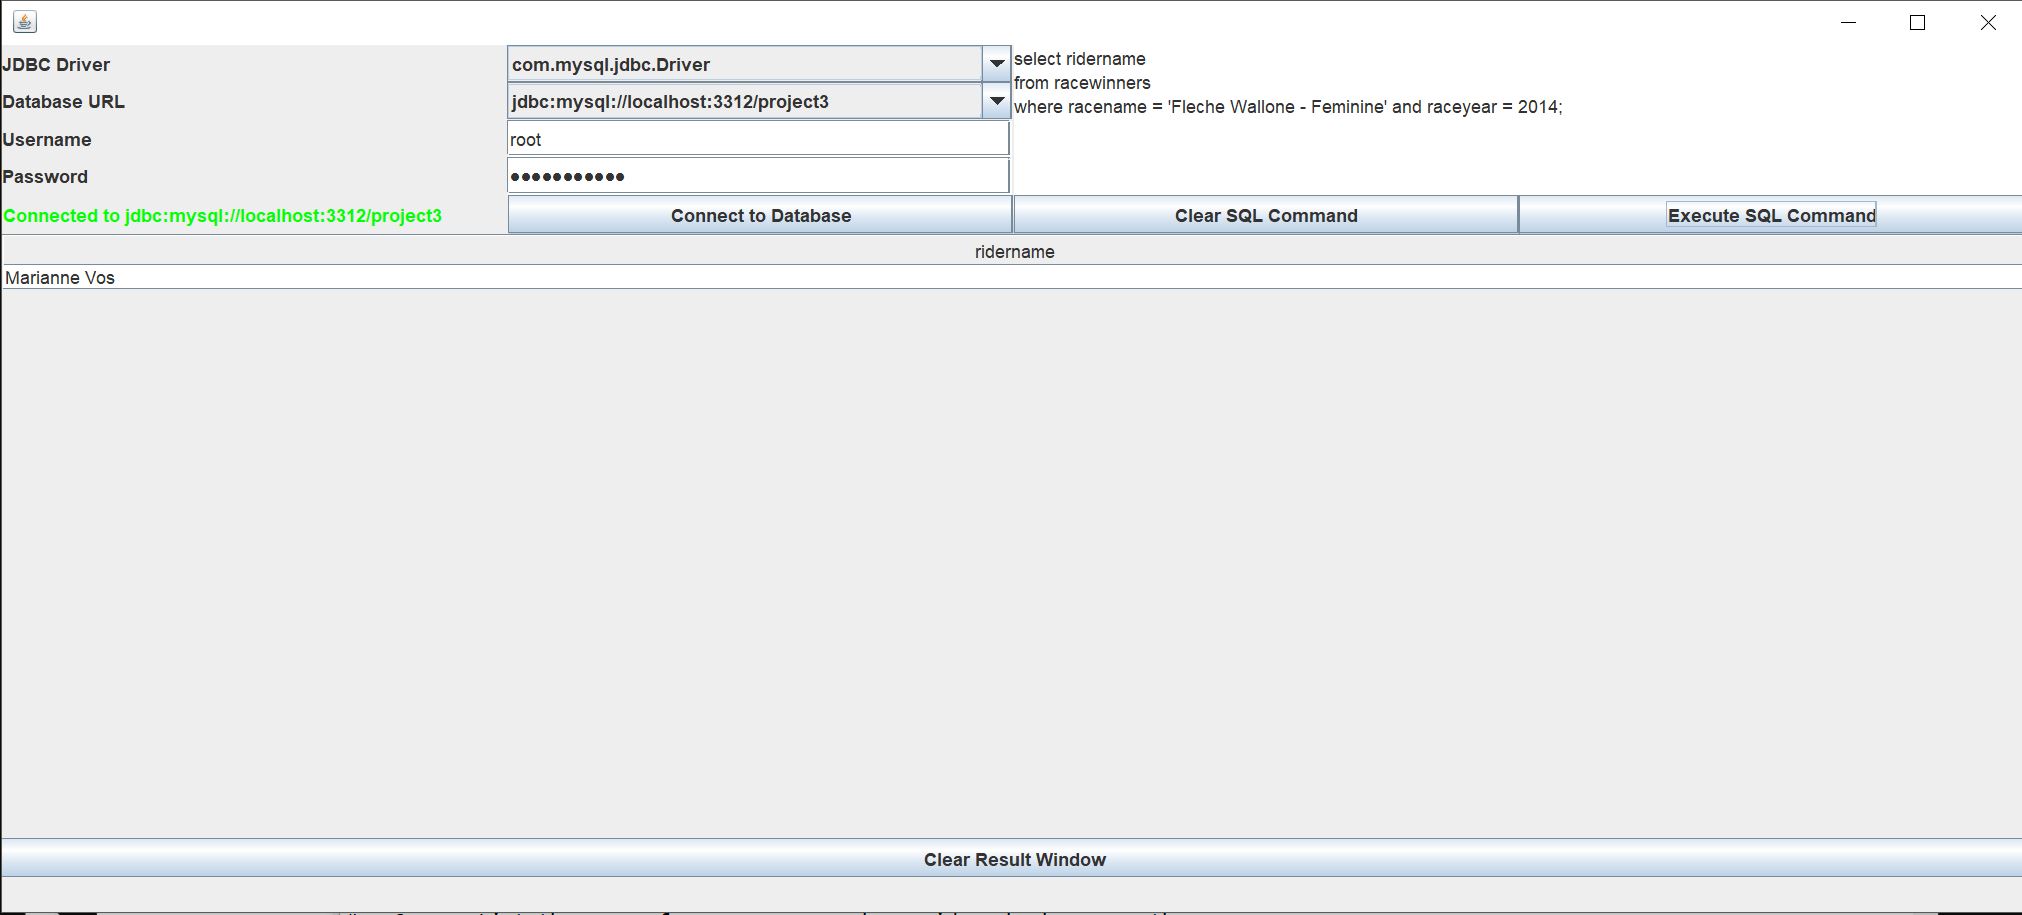 JDBC Driver
com.mysql.jdbc.Driver
Database URL
jdbc:mysql://localhost:3312/project3
Username
root
Password
●●●●●●●●●●●
select ridername
from racewinners
where racename = 'Fleche Wallone - Feminine' and raceyear = 2014;
Connected to jdbc:mysql://localhost:3312/project3
Connect to Database
Clear SQL Command
Execute SQL Command
ridername
Marianne Vos
Clear Result Window